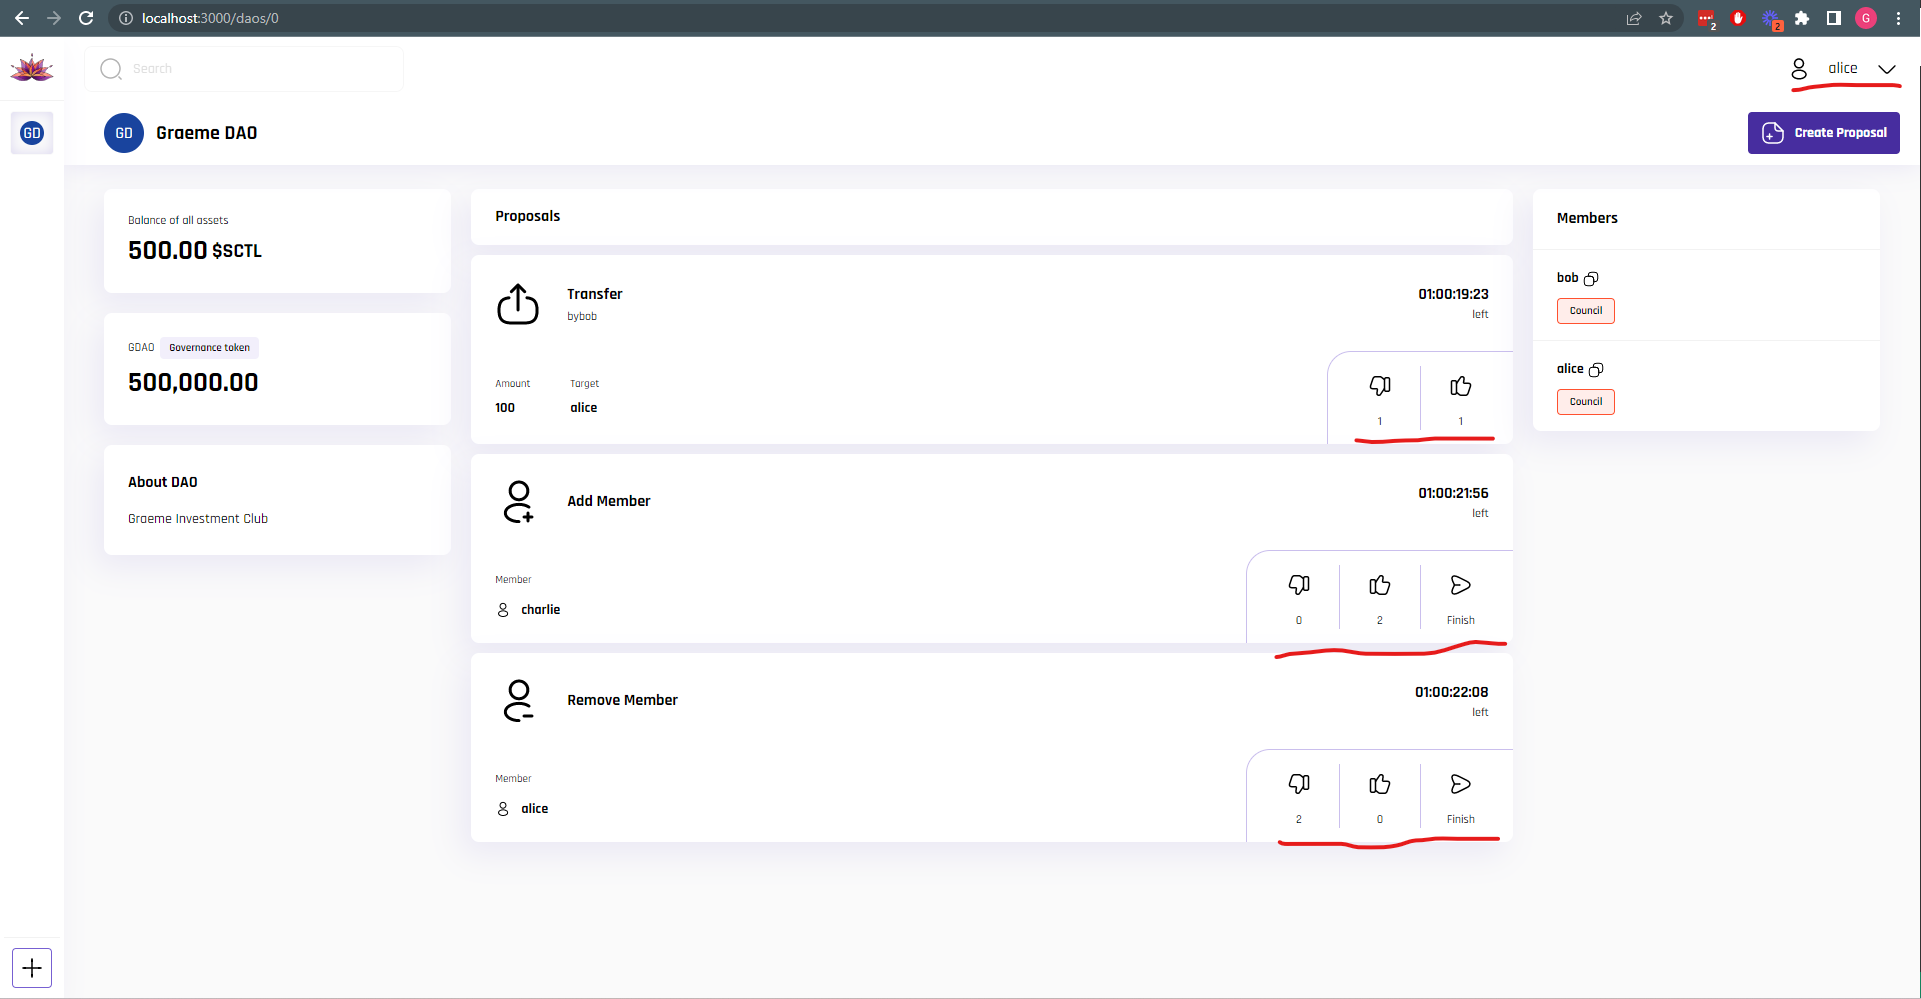 localhost:3000/daos/0
2
2
G
Search
alice
GD
GD
Graeme DAO
Create Proposal
Balance of all assets
500.00 $SCTL
GDAO
Governance token
500,000.00
About DAO
Graeme Investment Club
Proposals
Transfer
bybob
01:00:19:23
left
Amount
Target
100
alice
1
1
Add Member
01:00:21:56
left
Member
charlie
0
2
Finish
Remove Member
01:00:22:08
left
Member
alice
2
0
Finish
Members
bob
Council
alice
Council